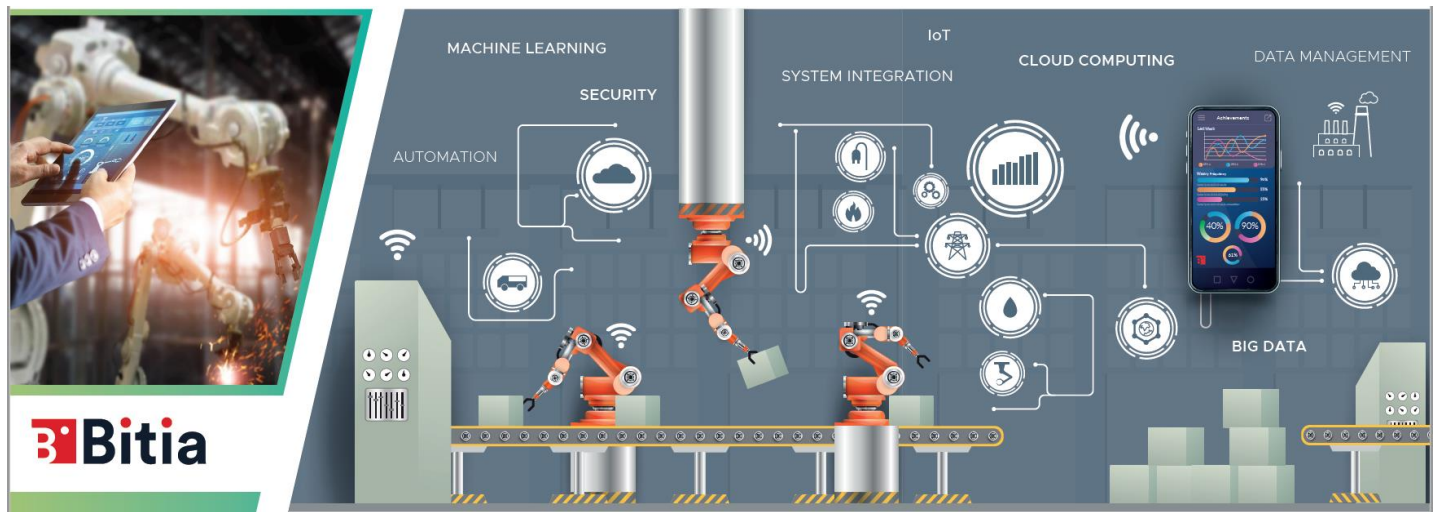 MACHINE LEARNING
IoT
SYSTEM INTEGRATION
CLOUD COMPUTING
DATA MANAGEMENT
SECURITY
AUTOMATION
Achievements
40%
90%
BIG DATA
Bitia